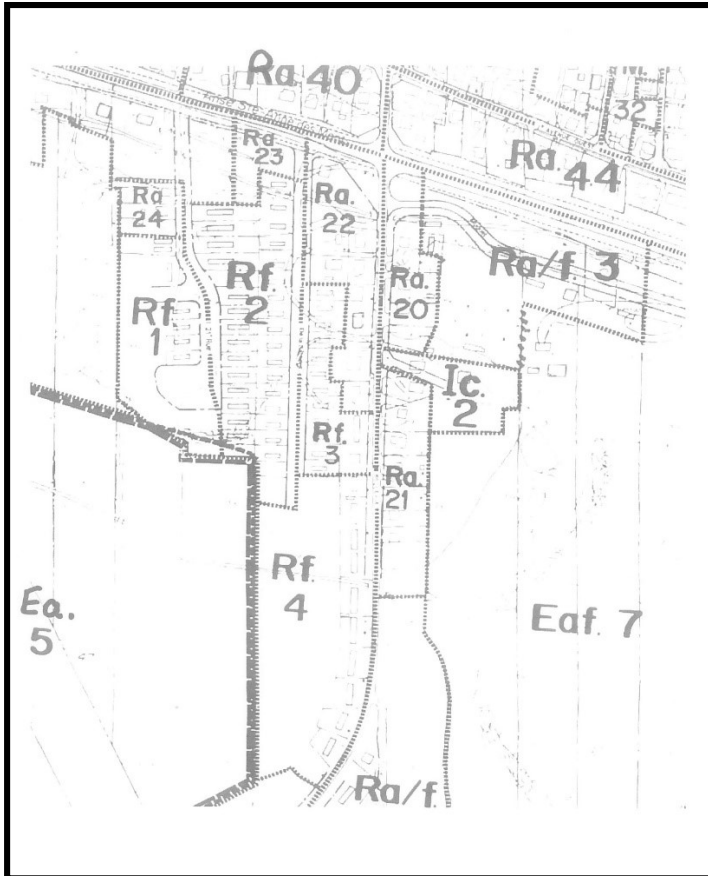 Ra 40
M.
32
Ra
23
Ra. 44
Ra
24
Ra.
22
Rf.
2
Ra.
20
Ra/f. 3
Rf
1
Ic.
2
Rf.
3
Ra.
21
Rf.
4
Ea.
5
Eaf. 7
Ra/f.